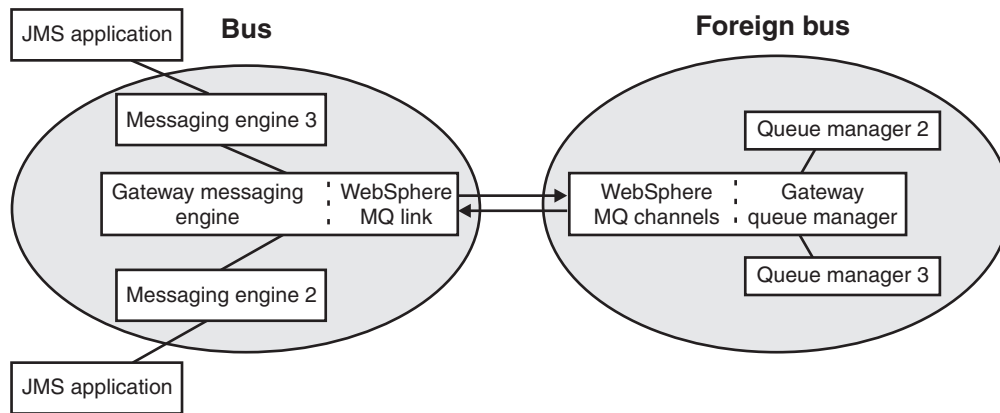 JMS application
Bus
Foreign bus
Messaging engine 3
Queue manager 2
Gateway messaging
engine
WebSphere
MQ link
WebSphere
MQ channels
Gateway
queue manager
Messaging engine 2
Queue manager 3
JMS application